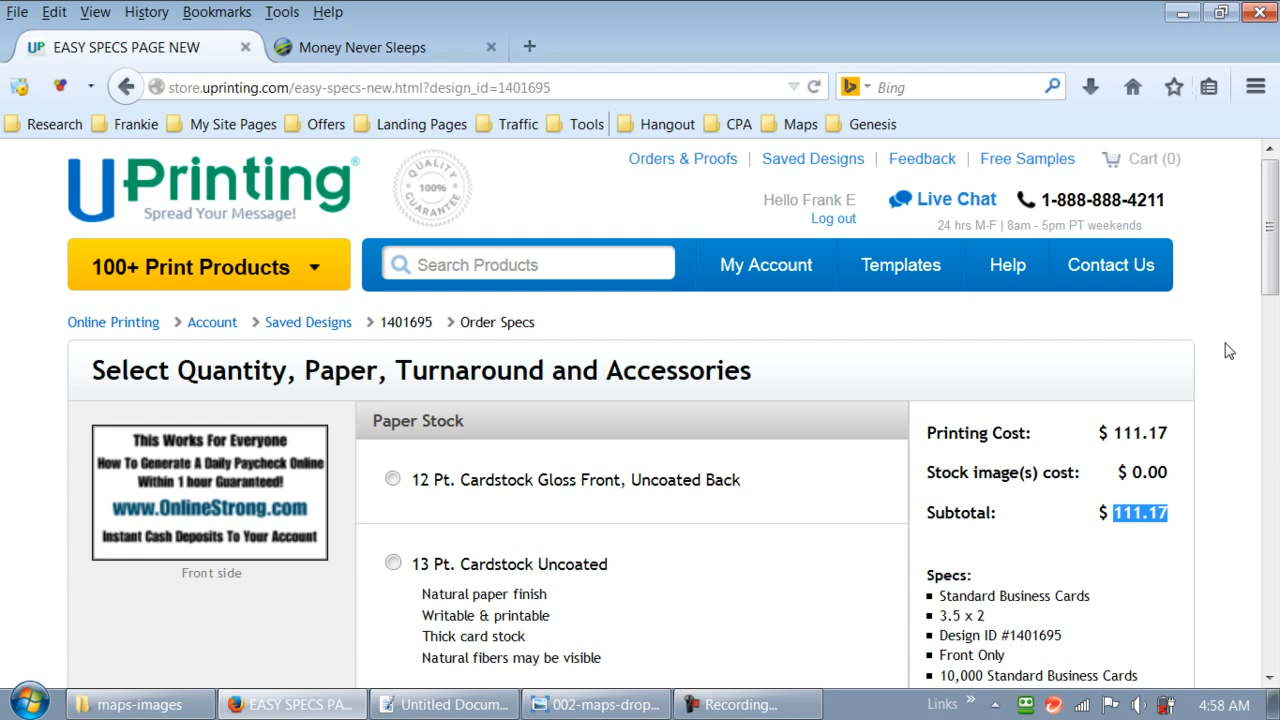 File Edit View History Bookmarks Tools Help
UP EASY SPECS PAGE NEW
Money Never Sleeps
store.uprinting.com/easy-specs-new.html?design_id=1401695
Bing
Research Frankie My Site Pages Offers Landing Pages Traffic Tools Hangout CPA Maps Genesis
UPrinting®
Spread Your Message!
QUALITY
100%
GUARANTEE
Orders & Proofs | Saved Designs | Feedback | Free Samples Cart (0)
Hello Frank E
Log out
Live Chat 1-888-888-4211
24 hrs M-F | 8am - 5pm PT weekends
100+ Print Products
Search Products
My Account Templates Help Contact Us
Online Printing Account Saved Designs 1401695 Order Specs
Select Quantity, Paper, Turnaround and Accessories
This Works For Everyone
How To Generate A Daily Paycheck Online
Within 1 hour Guaranteed!
www.OnlineStrong.com
Instant Cash Deposits To Your Account
Front side
Paper Stock
12 Pt. Cardstock Gloss Front, Uncoated Back
13 Pt. Cardstock Uncoated
Natural paper finish
Writable & printable
Thick card stock
Natural fibers may be visible
Printing Cost: $ 111.17
Stock image(s) cost: $ 0.00
Subtotal: $ 111.17
Specs:
Standard Business Cards
3.5 x 2
Design ID #1401695
Front Only
10,000 Standard Business Cards
maps-images
EASY SPECS PA...
Untitled Docum...
002-maps-drop...
Recording...
Links »
4:58 AM